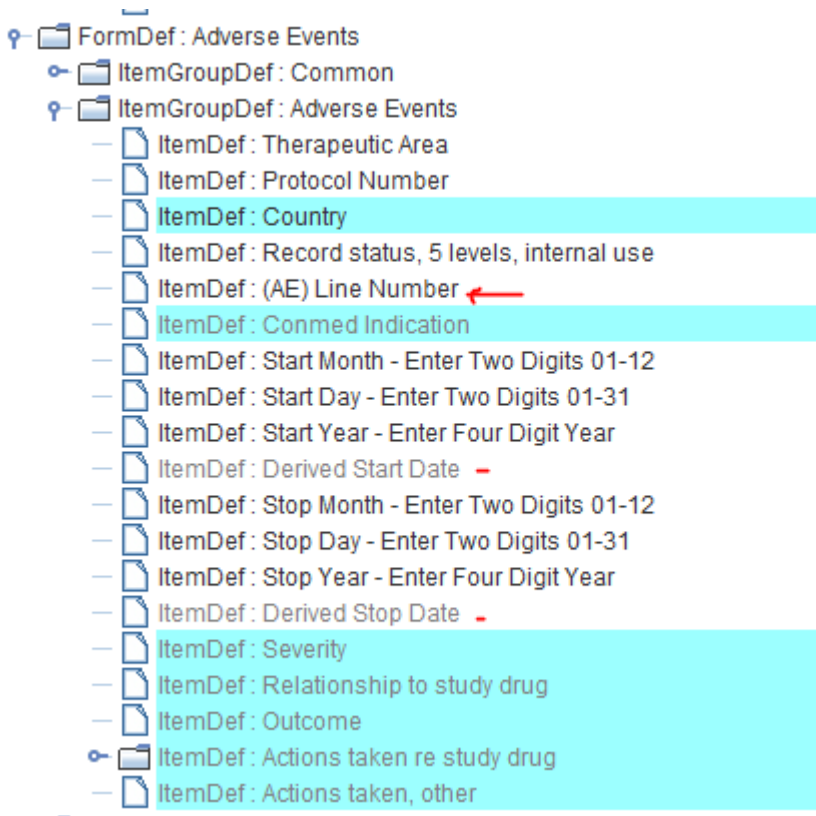 FormDef : Adverse Events
ItemGroupDef : Common
ItemGroupDef : Adverse Events
ItemDef : Therapeutic Area
ItemDef : Protocol Number
ItemDef : Country
ItemDef : Record status, 5 levels, internal use
ItemDef : (AE) Line Number
ItemDef : Conmed Indication
ItemDef : Start Month - Enter Two Digits 01-12
ItemDef : Start Day - Enter Two Digits 01-31
ItemDef : Start Year - Enter Four Digit Year
ItemDef : Derived Start Date
ItemDef : Stop Month - Enter Two Digits 01-12
ItemDef : Stop Day - Enter Two Digits 01-31
ItemDef : Stop Year - Enter Four Digit Year
ItemDef : Derived Stop Date
ItemDef : Severity
ItemDef : Relationship to study drug
ItemDef : Outcome
ItemDef : Actions taken re study drug
ItemDef : Actions taken, other